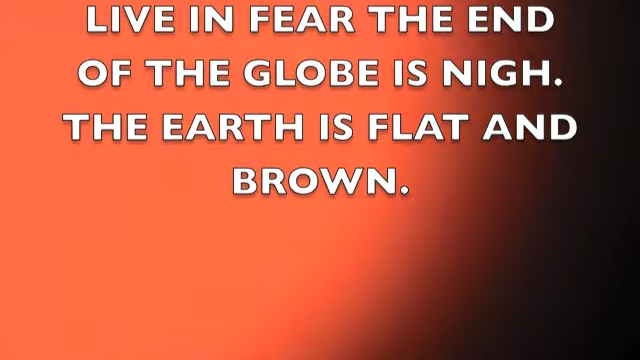 LIVE IN FEAR THE END
OF THE GLOBE IS NIGH.
THE EARTH IS FLAT AND
BROWN.